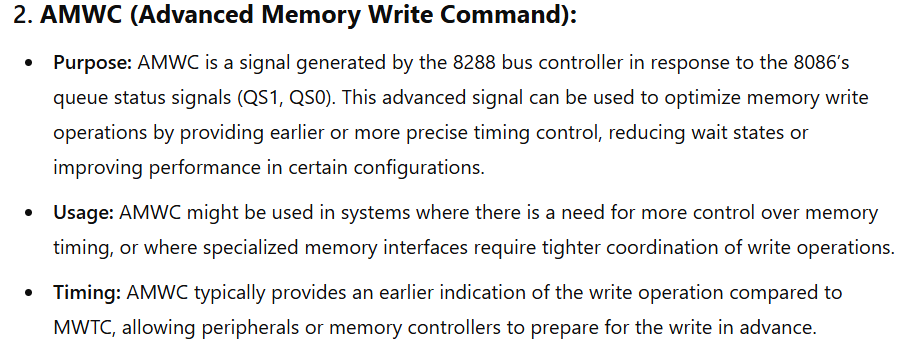 2. AMWC (Advanced Memory Write Command):
• Purpose: AMWC is a signal generated by the 8288 bus controller in response to the 8086’s
queue status signals (QS1, QS0). This advanced signal can be used to optimize memory write
operations by providing earlier or more precise timing control, reducing wait states or
improving performance in certain configurations.
• Usage: AMWC might be used in systems where there is a need for more control over memory
timing, or where specialized memory interfaces require tighter coordination of write operations.
• Timing: AMWC typically provides an earlier indication of the write operation compared to
MWTC, allowing peripherals or memory controllers to prepare for the write in advance.